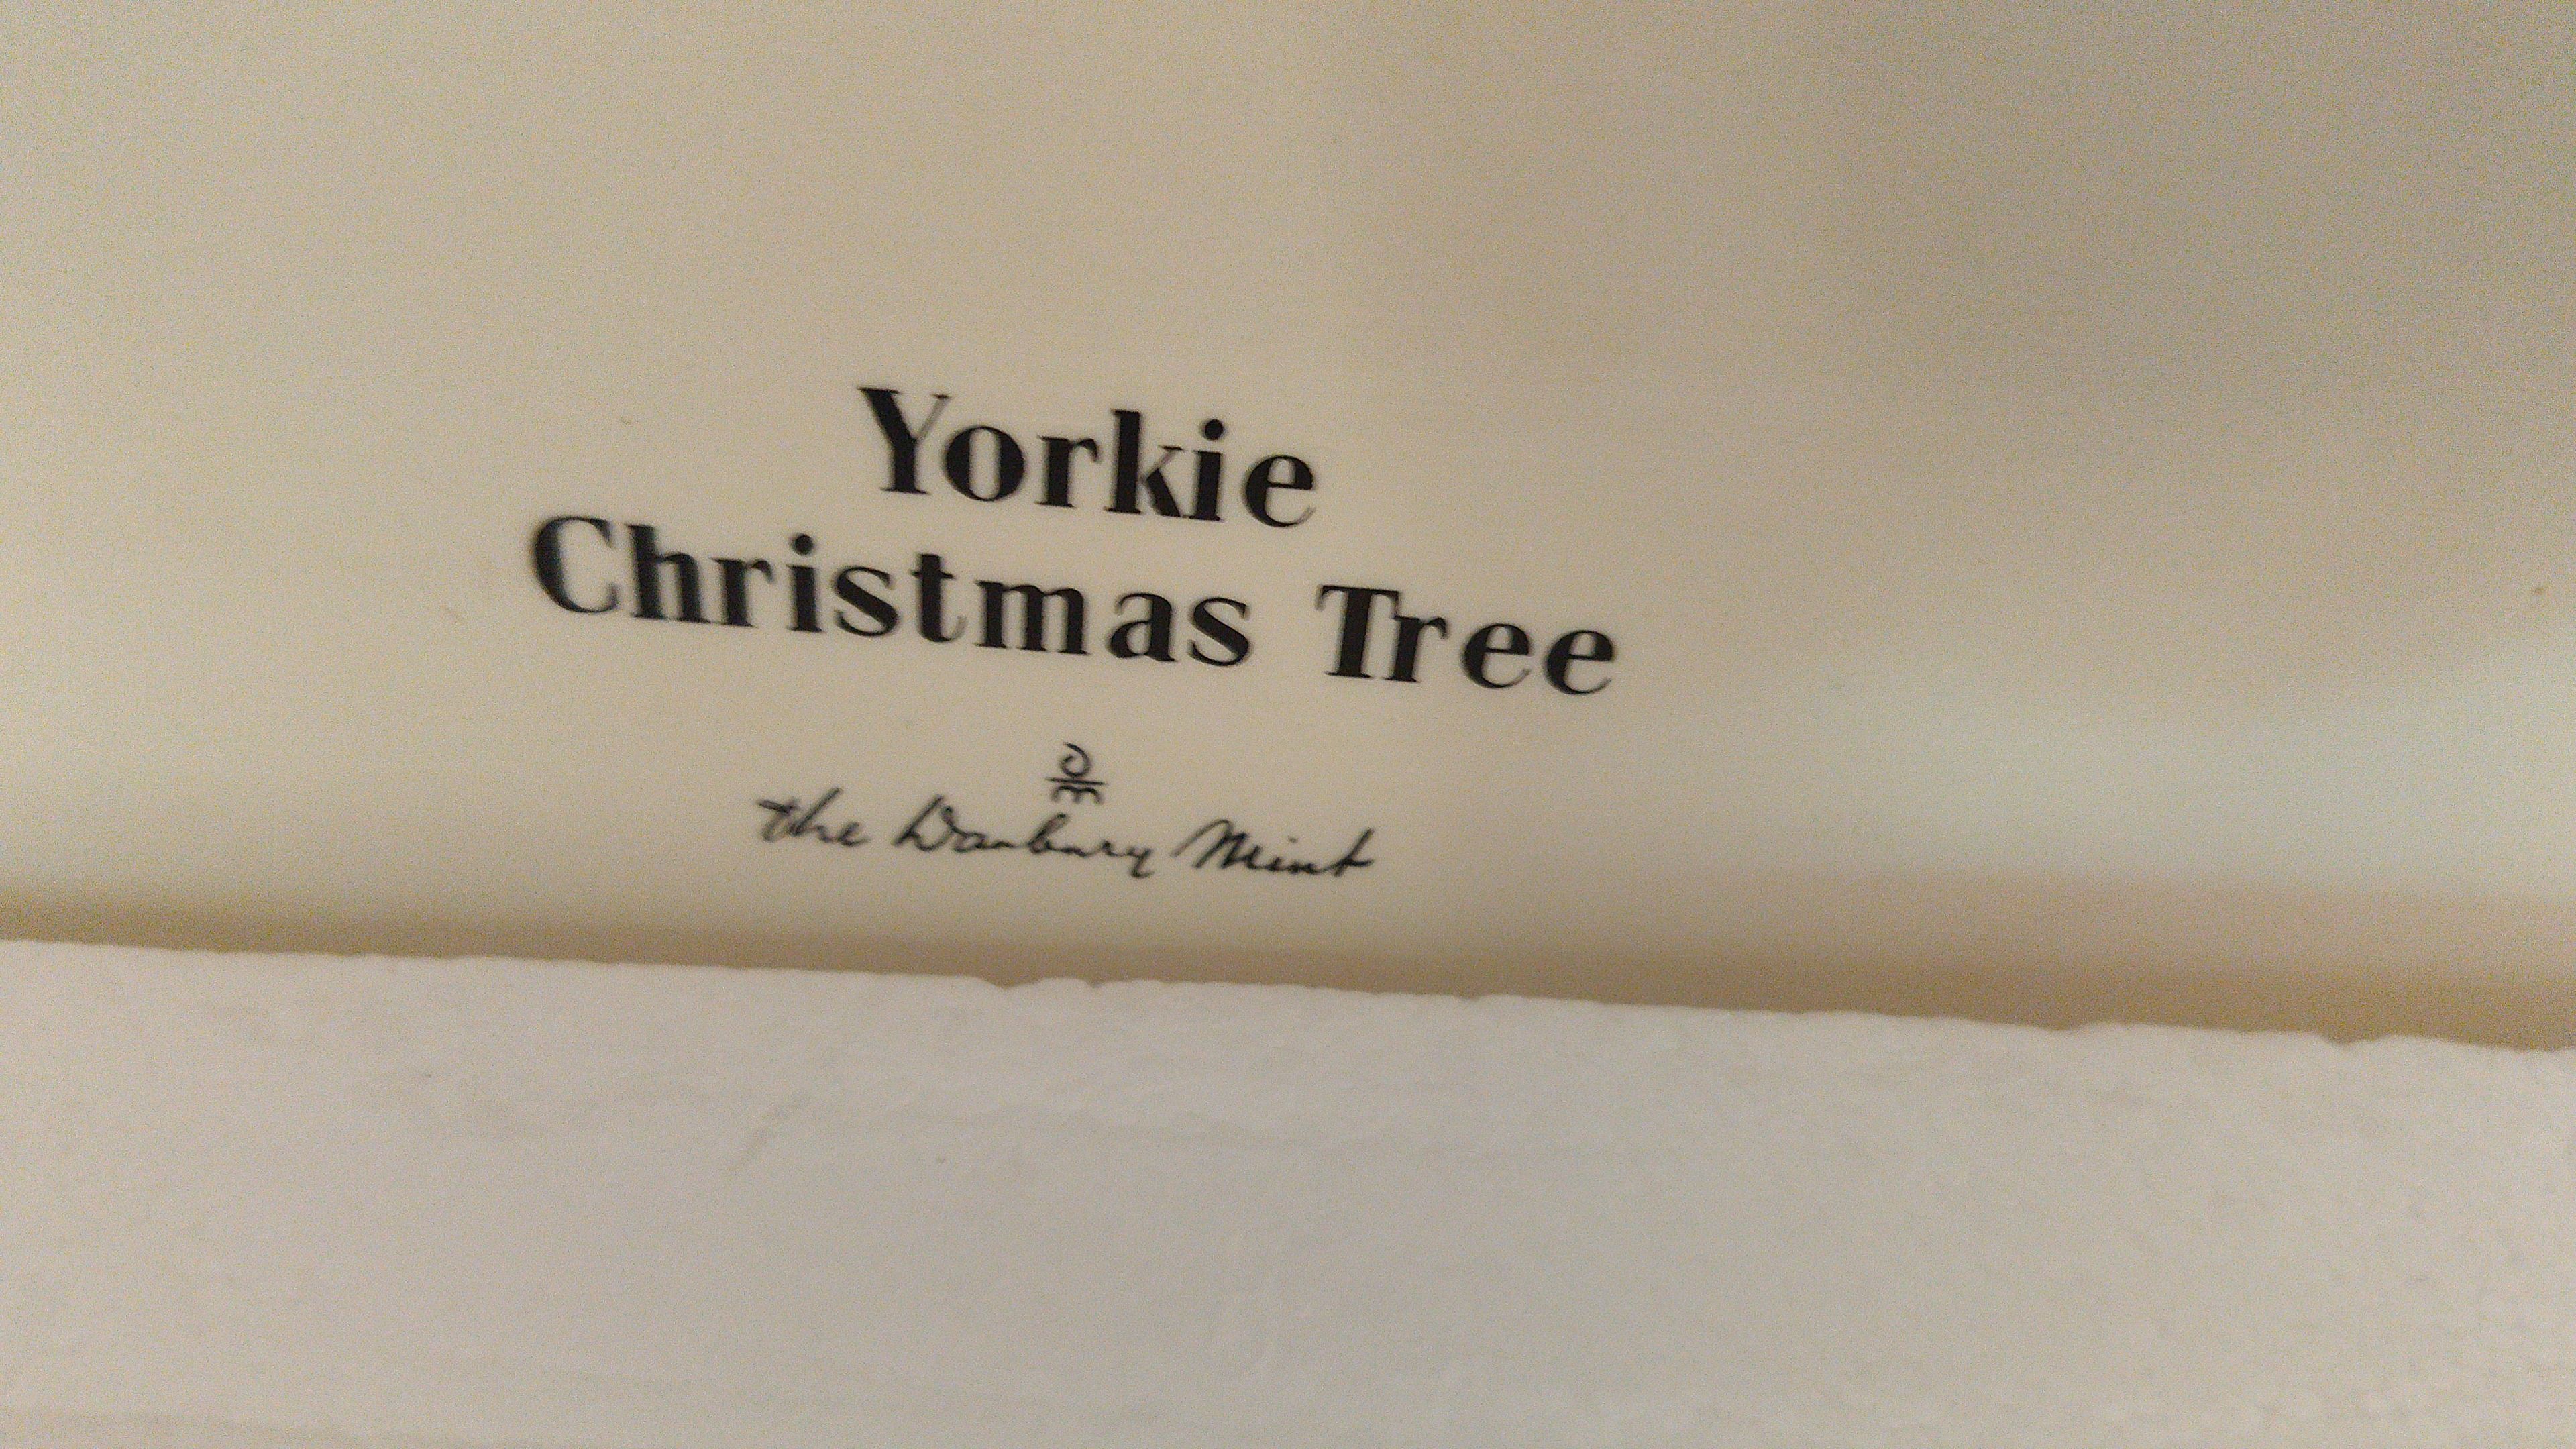 Yorkie
Christmas Tree
the Danbury Mint